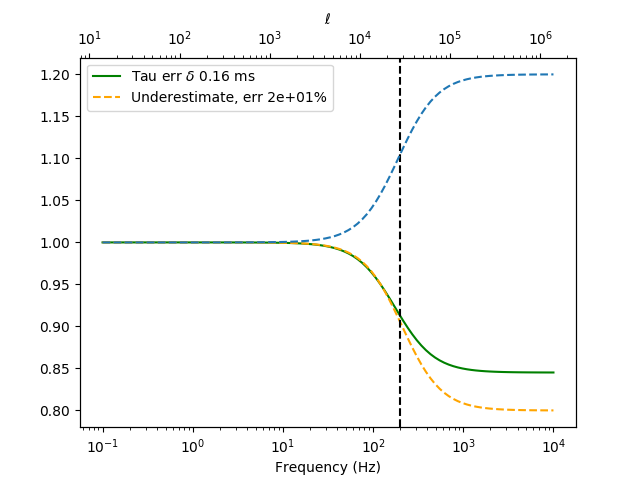 ℓ
10¹ 10² 10³ 10⁴ 10⁵ 10⁶
Tau err δ 0.16 ms
Underestimate, err 2e+01%
1.20
1.15
1.10
1.05
1.00
0.95
0.90
0.85
0.80
10⁻¹ 10⁰ 10¹ 10² 10³ 10⁴
Frequency (Hz)